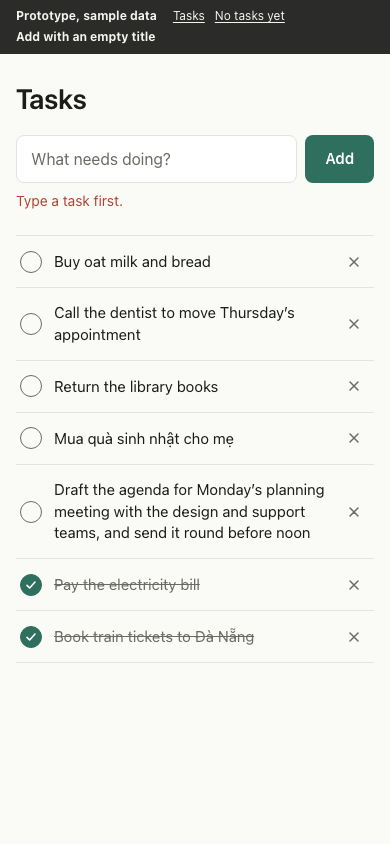 Prototype, sample data Tasks No tasks yet
Add with an empty title
Tasks
What needs doing? Add
Type a task first.
Buy oat milk and bread
Call the dentist to move Thursday’s
appointment
Return the library books
Mua quà sinh nhật cho mẹ
Draft the agenda for Monday’s planning
meeting with the design and support
teams, and send it round before noon
Pay the electricity bill
Book train tickets to Đà Nẵng